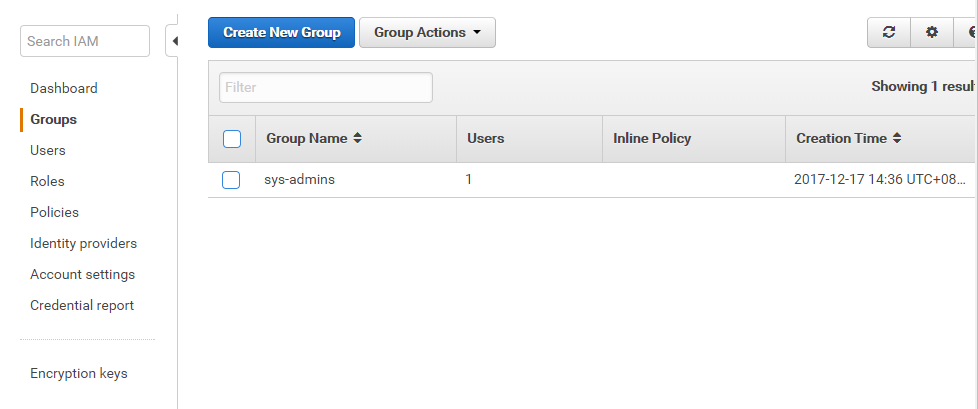 Search IAM
Dashboard
Groups
Users
Roles
Policies
Identity providers
Account settings
Credential report
Encryption keys
Create New Group
Group Actions
Filter
Showing 1 resul
Group Name Users Inline Policy Creation Time
sys-admins 1 2017-12-17 14:36 UTC+08…